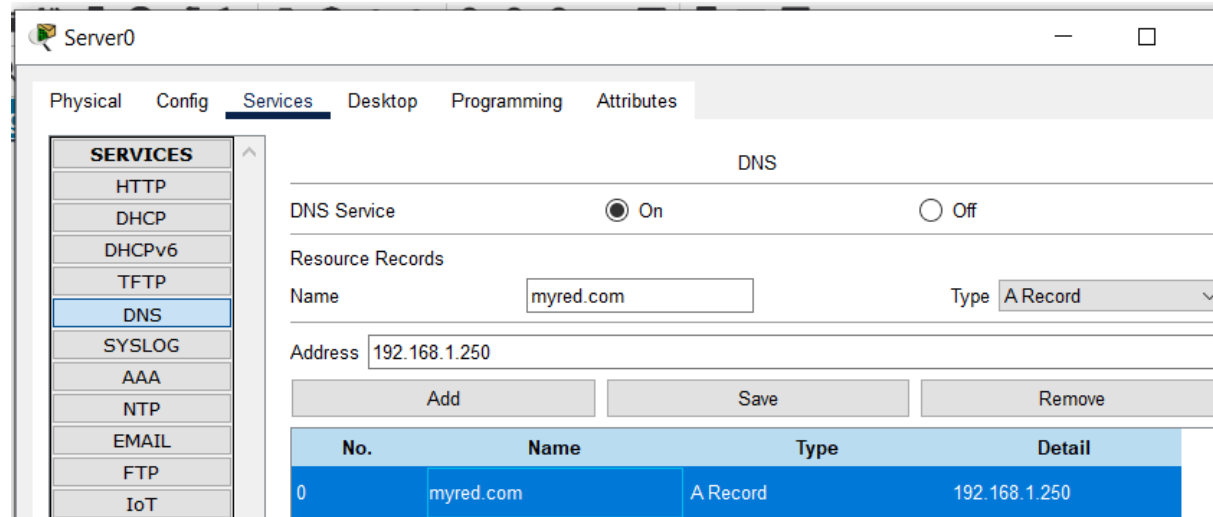 Server0
Physical Config Services Desktop Programming Attributes
SERVICES
HTTP
DHCP
DHCPv6
TFTP
DNS
SYSLOG
AAA
NTP
EMAIL
FTP
IoT
DNS
DNS Service On Off
Resource Records
Name myred.com Type A Record
Address 192.168.1.250
Add Save Remove
No. Name Type Detail
0 myred.com A Record 192.168.1.250